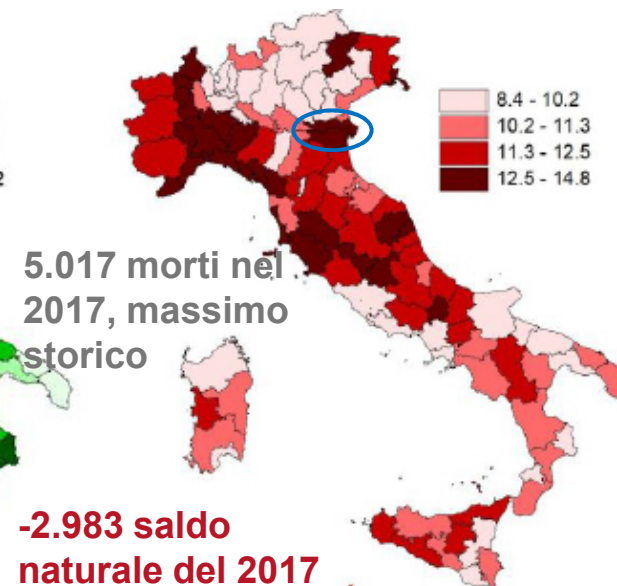 8.4 - 10.2
10.2 - 11.3
11.3 - 12.5
12.5 - 14.8
5.017 morti nel
2017, massimo
storico
-2.983 saldo
naturale del 2017